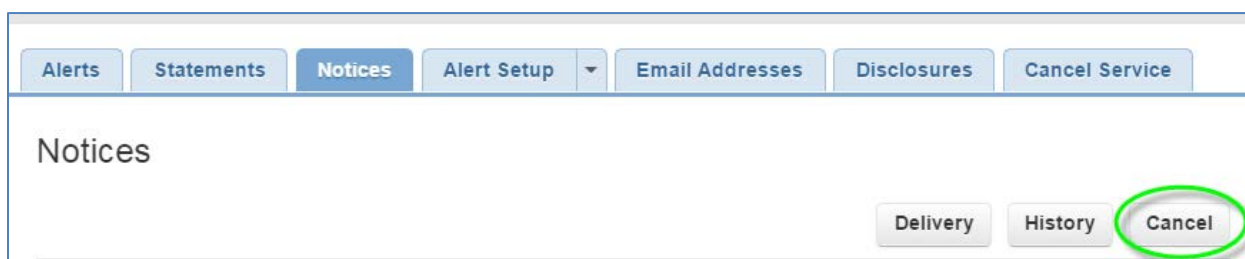 Alerts Statements Notices Alert Setup Email Addresses Disclosures Cancel Service
Notices
Delivery History Cancel